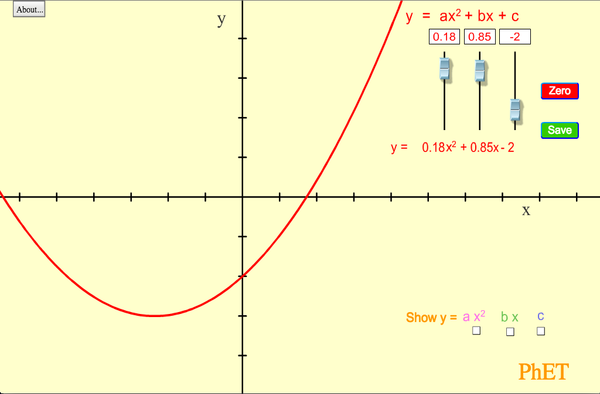 About...
y
y = ax² + bx + c
0.18 0.85 -2
Zero
Save
y = 0.18x² + 0.85x - 2
x
Show y = a x² b x c
PhET